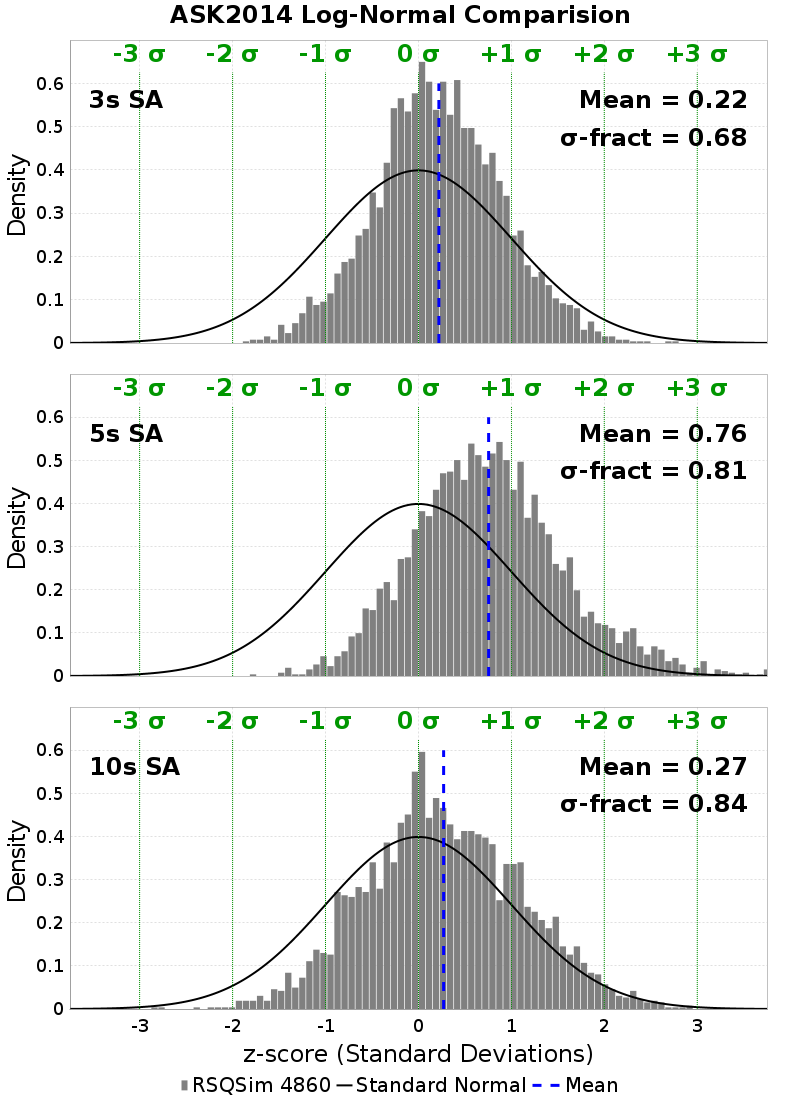 ASK2014 Log-Normal Comparision
-3 σ -2 σ -1 σ 0 σ +1 σ +2 σ +3 σ
3s SA
Mean = 0.22
σ-fract = 0.68
Density
0.6
0.5
0.4
0.3
0.2
0.1
0
-3 σ -2 σ -1 σ 0 σ +1 σ +2 σ +3 σ
5s SA
Mean = 0.76
σ-fract = 0.81
Density
0.6
0.5
0.4
0.3
0.2
0.1
0
-3 σ -2 σ -1 σ 0 σ +1 σ +2 σ +3 σ
10s SA
Mean = 0.27
σ-fract = 0.84
Density
0.6
0.5
0.4
0.3
0.2
0.1
0
-3 -2 -1 0 1 2 3
z-score (Standard Deviations)
RSQSim 4860 Standard Normal Mean